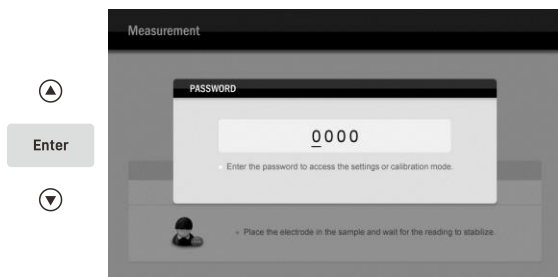 Measurement
PASSWORD
0000
Enter
Enter the password to access the settings or calibration mode.
Place the electrode in the sample and wait for the reading to stabilize.